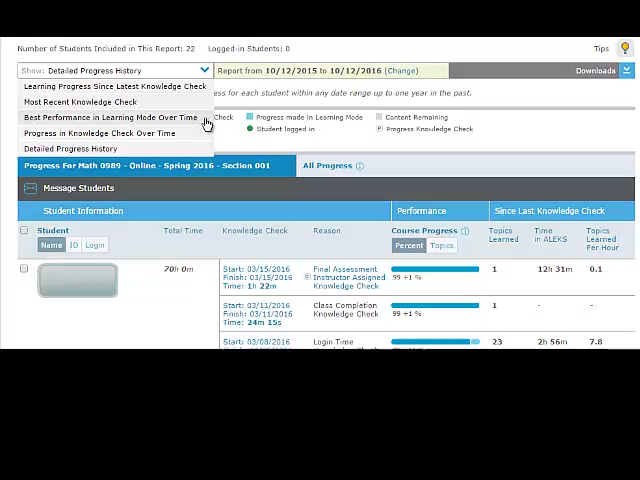 Number of Students Included in This Report: 22 Logged-in Students: 0 Tips
Show: Detailed Progress History Report from 10/12/2015 to 10/12/2016 (Change) Downloads
Learning Progress Since Latest Knowledge Check
Most Recent Knowledge Check
Best Performance in Learning Mode Over Time
Progress in Knowledge Check Over Time
Detailed Progress History
ess for each student within any date range up to one year in the past.
Check Progress made in Learning Mode Content Remaining
Student logged in P Progress Knowledge Check
Progress For Math 0989 - Online - Spring 2016 - Section 001 All Progress
Message Students
Student Information Performance Since Last Knowledge Check
Student Total Time Knowledge Check Reason Course Progress Topics Learned Time in ALEKS Topics Learned Per Hour
Name ID Login Percent Topics
70h 0m Start: 03/15/2016 Final Assessment 1 12h 31m 0.1
Finish: 03/15/2016 Instructor Assigned 99 +1 %
Time: 1h 22m Knowledge Check
Start: 03/11/2016 Class Completion 1 - -
Finish: 03/11/2016 Knowledge Check 99 +1 %
Time: 24m 15s
Start: 03/08/2016 Login Time 23 2h 56m 7.8